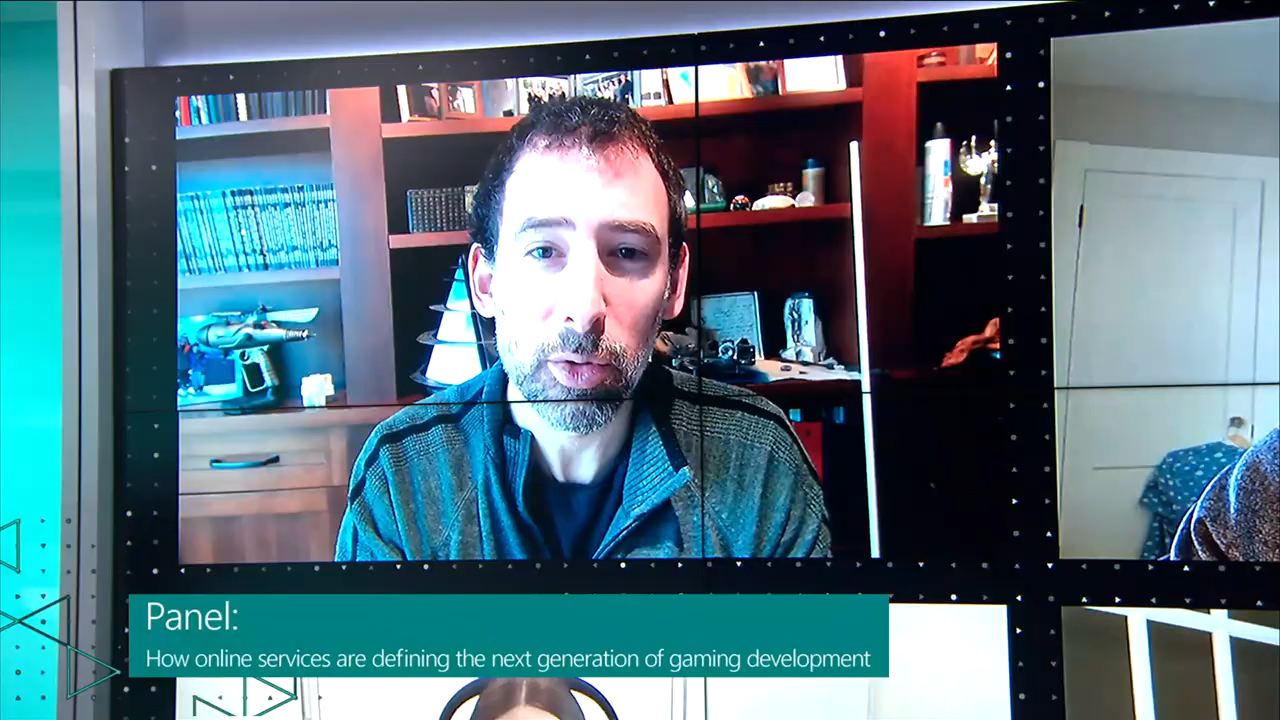 Panel:
How online services are defining the next generation of gaming development